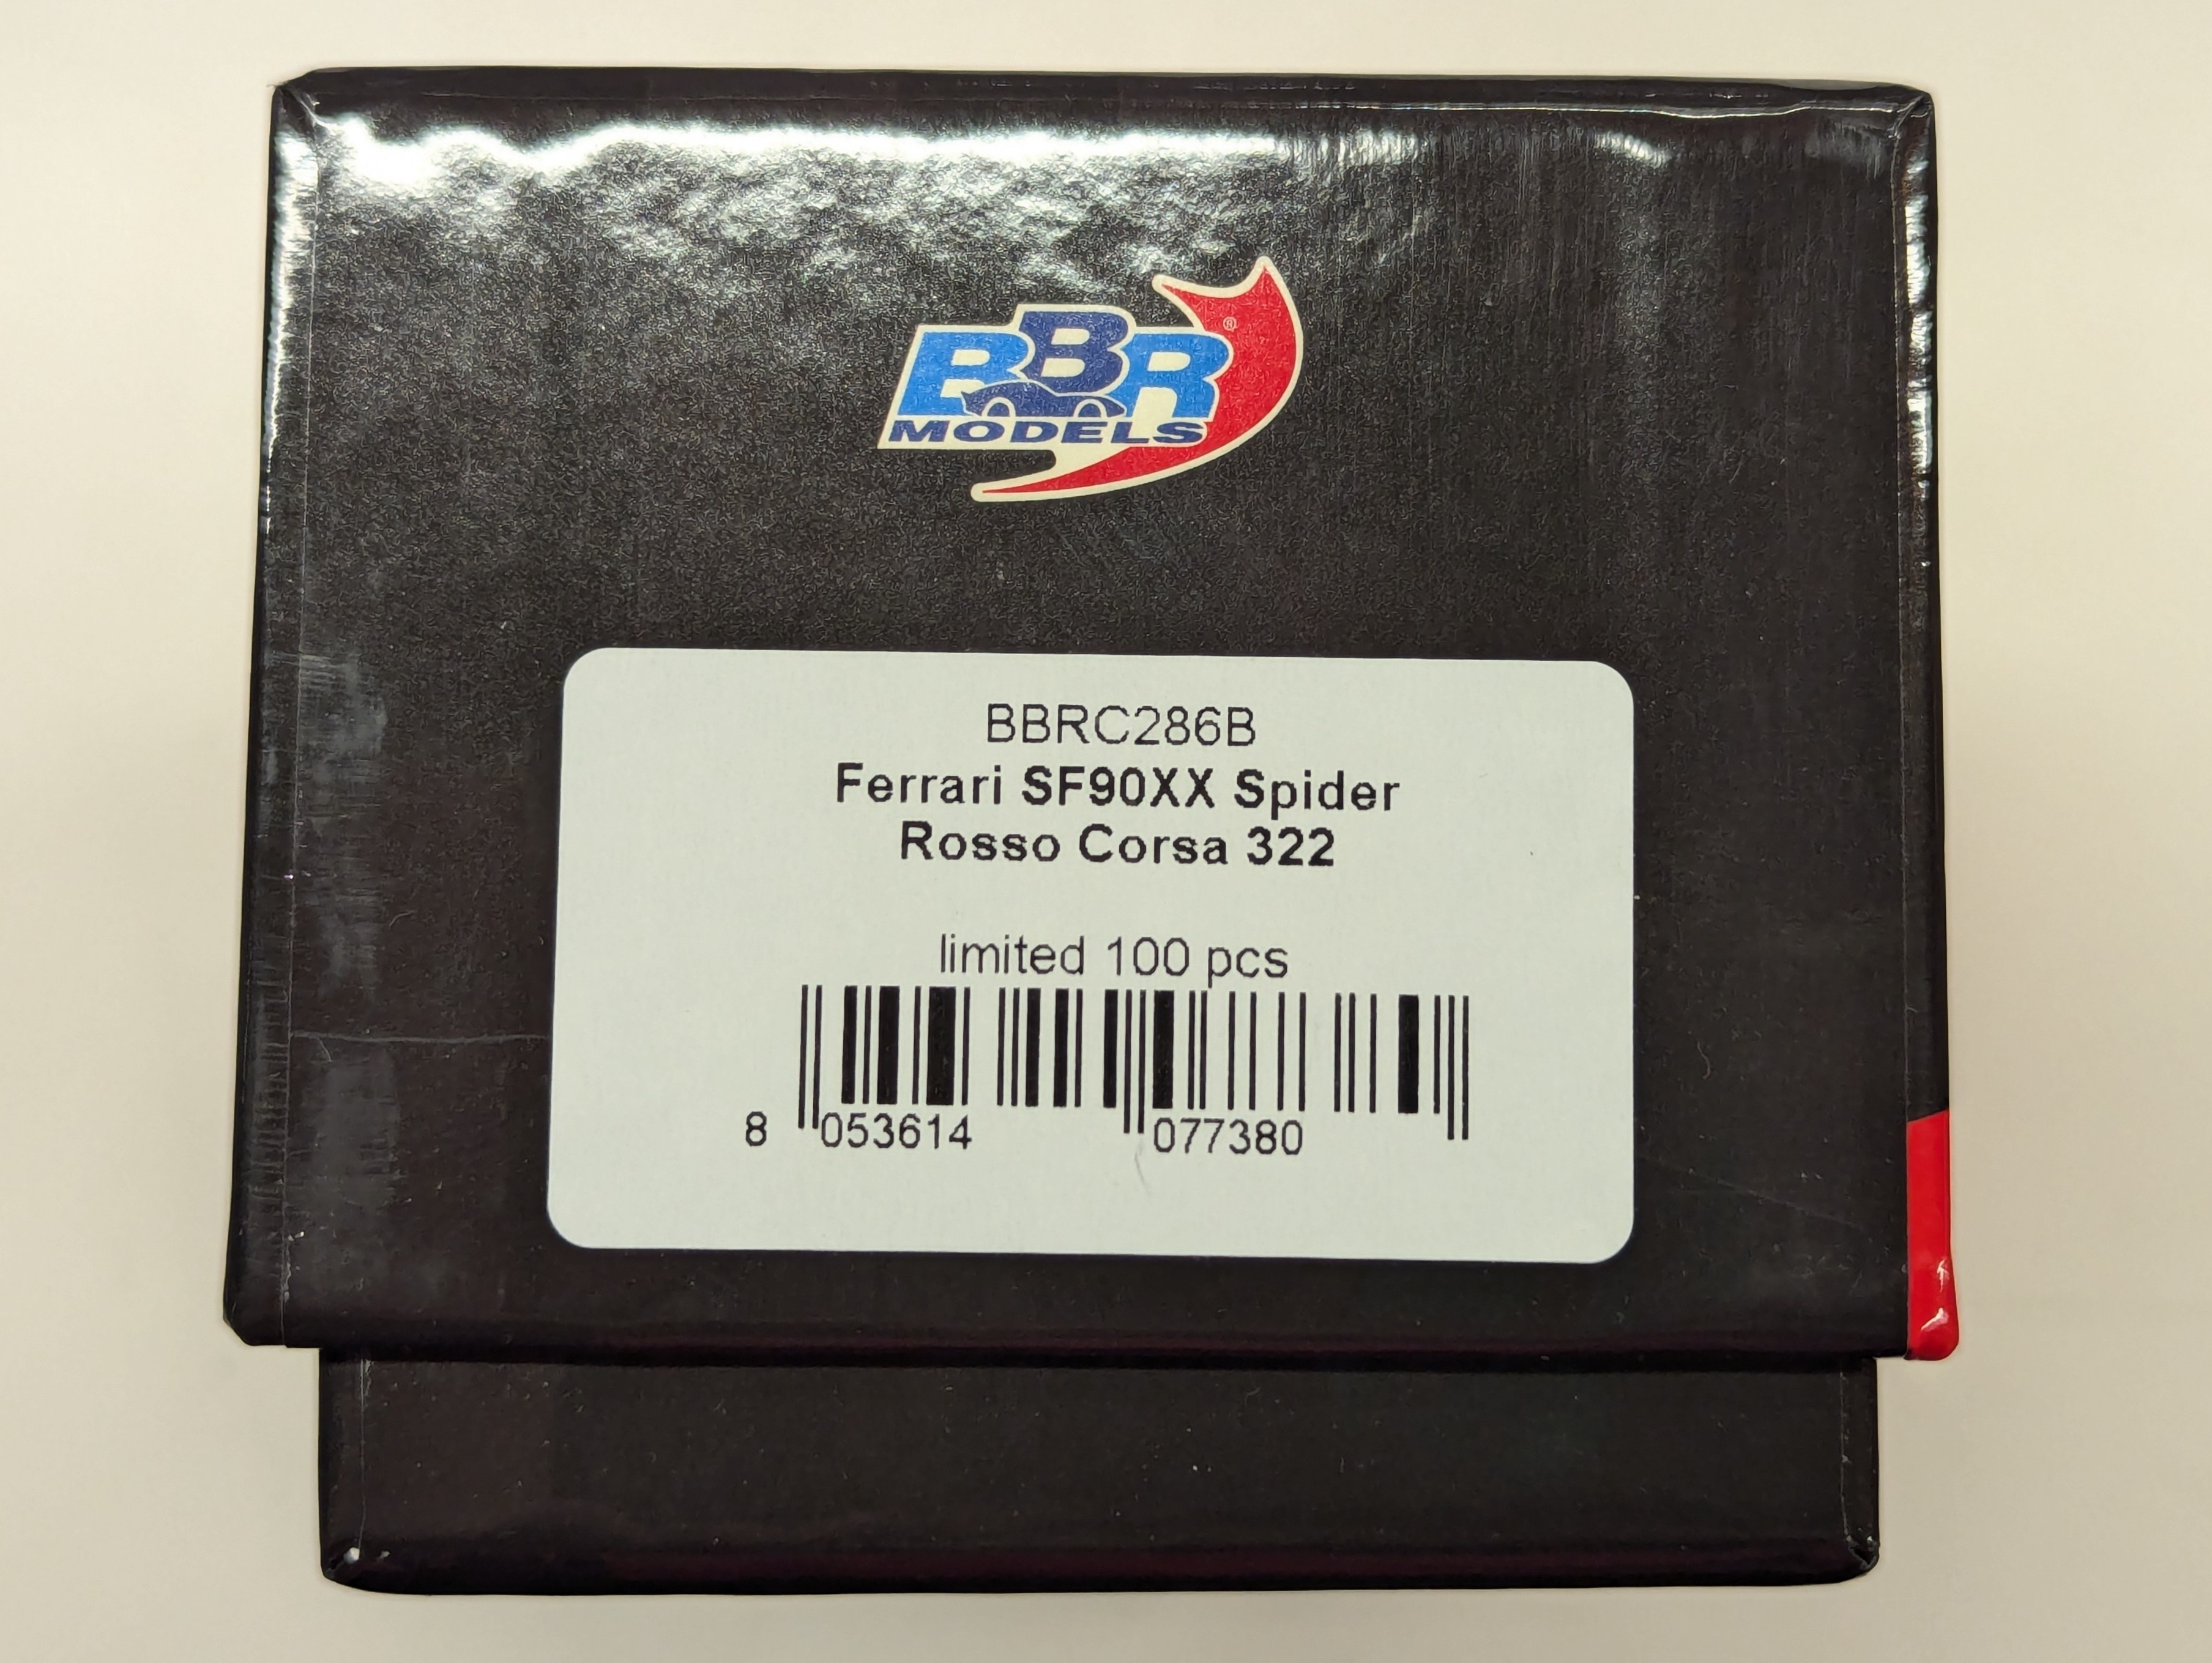 BBR®
MODELS
BBRC286B
Ferrari SF90XX Spider
Rosso Corsa 322
limited 100 pcs
8 053614 077380